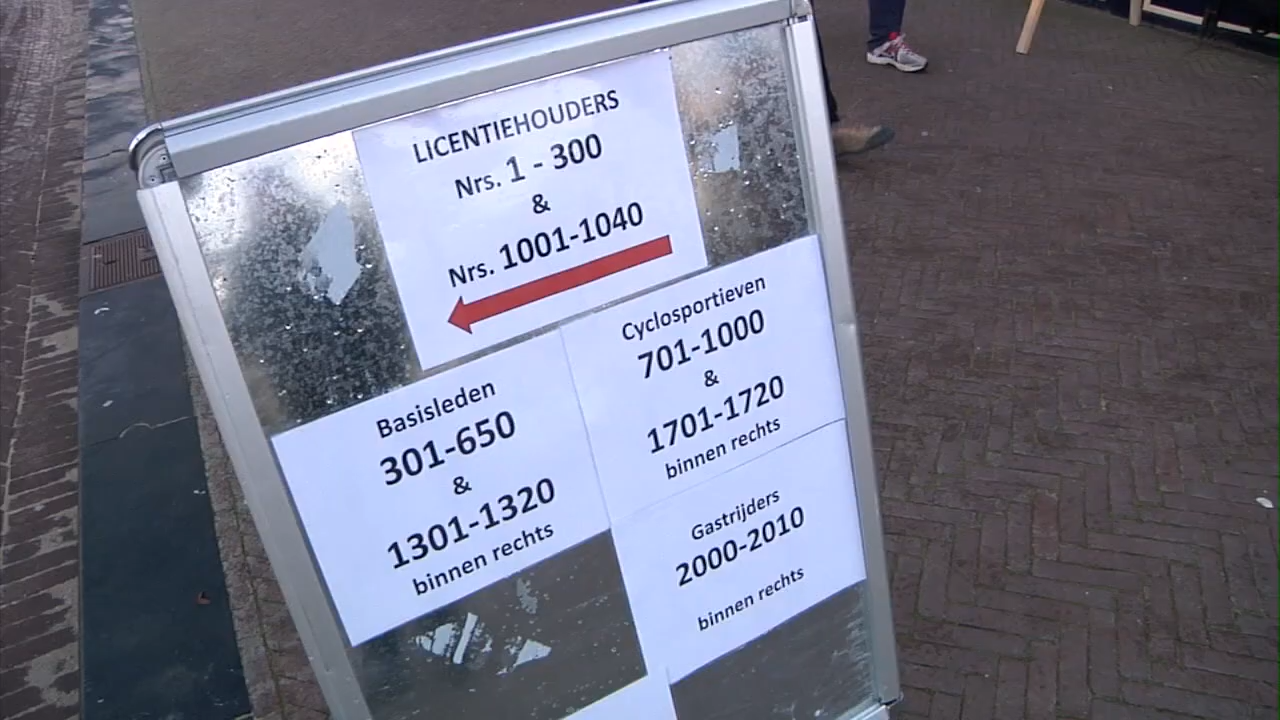 LICENTIEHOUDERS
Nrs. 1 - 300
&
Nrs. 1001-1040
Basisleden
301-650
&
1301-1320
binnen rechts
Cyclosportieven
701-1000
&
1701-1720
binnen rechts
Gastrijders
2000-2010
binnen rechts